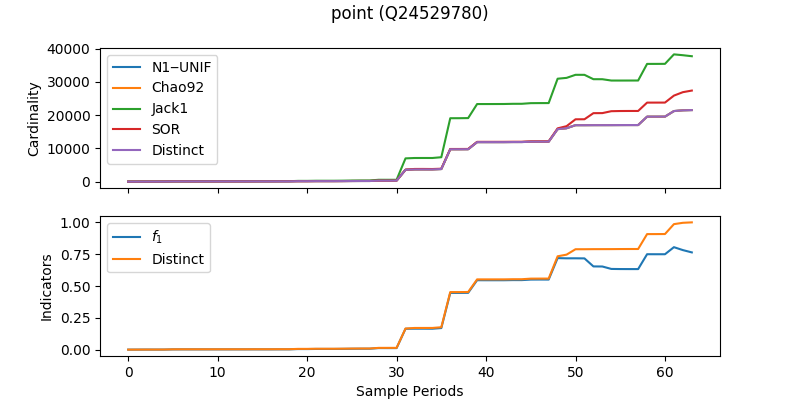 point (Q24529780)
40000
30000
20000
10000
0
Cardinality
N1−UNIF
Chao92
Jack1
SOR
Distinct
1.00
0.75
0.50
0.25
0.00
Indicators
f1
Distinct
0 10 20 30 40 50 60
Sample Periods